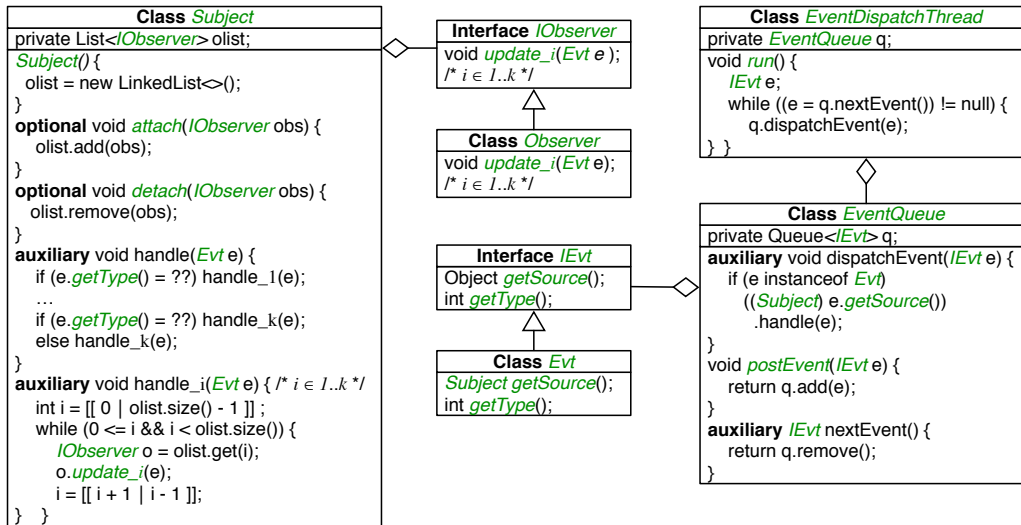 Class Subject
private List<IObserver> olist;
Subject() {
olist = new LinkedList<>();
}
optional void attach(IObserver obs) {
olist.add(obs);
}
optional void detach(IObserver obs) {
olist.remove(obs);
}
auxiliary void handle(Evt e) {
if (e.getType() = ??) handle_1(e);
…
if (e.getType() = ??) handle_k(e);
else handle_k(e);
}
auxiliary void handle_i(Evt e) { /* i ∈ 1..k */
int i = [[ 0 | olist.size() - 1 ]] ;
while (0 <= i && i < olist.size()) {
IObserver o = olist.get(i);
o.update_i(e);
i = [[ i + 1 | i - 1 ]];
} }
Interface IObserver
void update_i(Evt e );
/* i ∈ 1..k */
Class Observer
void update_i(Evt e);
/* i ∈ 1..k */
Interface IEvt
Object getSource();
int getType();
Class Evt
Subject getSource();
int getType();
Class EventDispatchThread
private EventQueue q;
void run() {
IEvt e;
while ((e = q.nextEvent()) != null) {
q.dispatchEvent(e);
} }
Class EventQueue
private Queue<IEvt> q;
auxiliary void dispatchEvent(IEvt e) {
if (e instanceof Evt)
((Subject) e.getSource())
.handle(e);
}
void postEvent(IEvt e) {
return q.add(e);
}
auxiliary IEvt nextEvent() {
return q.remove();
}